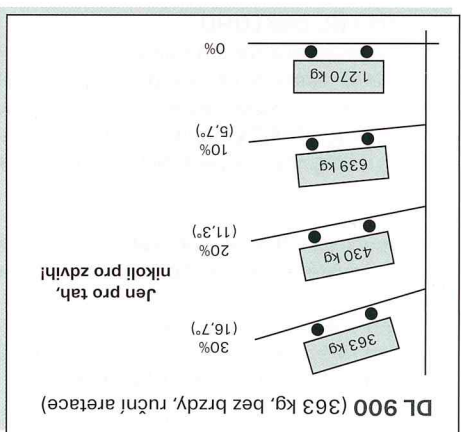 DL 900 (363 kg, bez brzdy, ruční aretace)
363 kg
30%
(16,7°)
Jen pro tah,
nikoli pro zdvih!
430 kg
20%
(11,3°)
639 kg
10%
(5,7°)
1.270 kg
0%